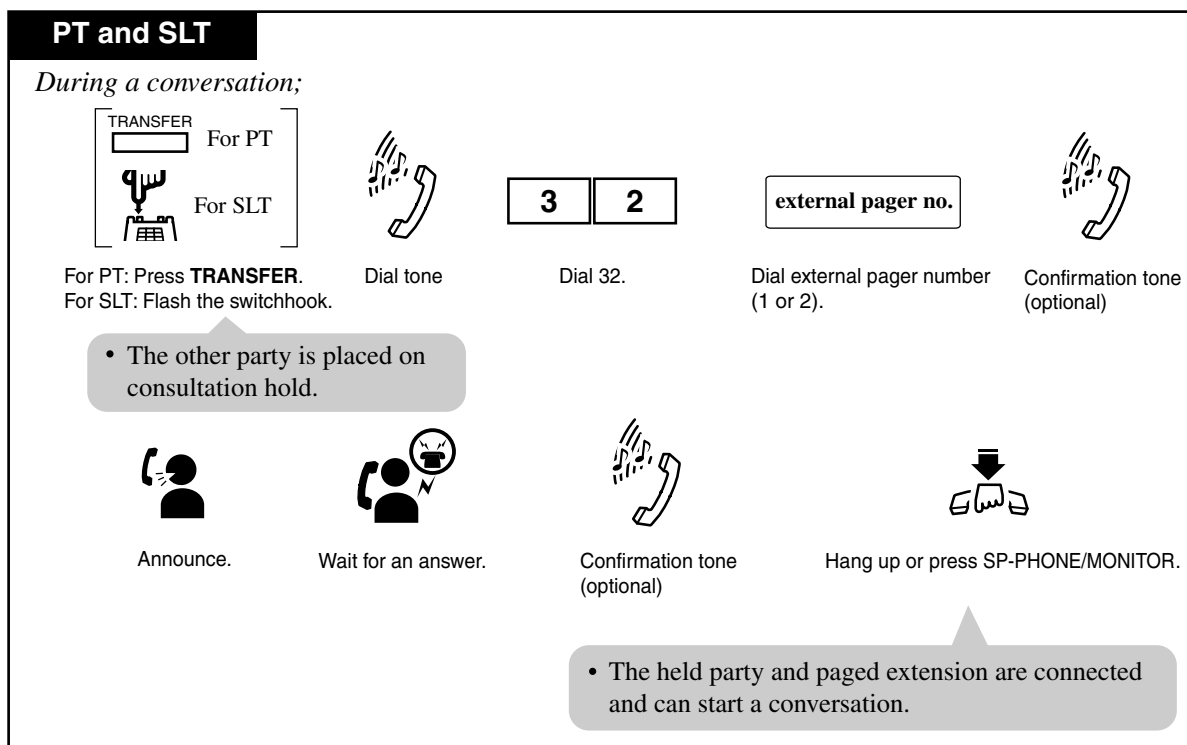 PT and SLT
During a conversation;
TRANSFER
For PT
For SLT
3 2
external pager no.
For PT: Press TRANSFER.
For SLT: Flash the switchhook.
Dial tone
Dial 32.
Dial external pager number
(1 or 2).
Confirmation tone
(optional)
• The other party is placed on
consultation hold.
Announce.
Wait for an answer.
Confirmation tone
(optional)
Hang up or press SP-PHONE/MONITOR.
• The held party and paged extension are connected
and can start a conversation.